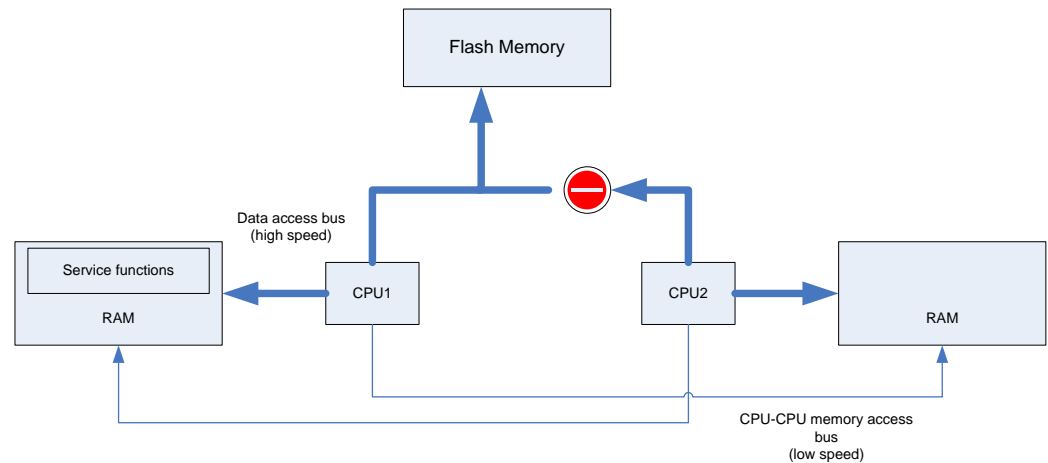 Flash Memory
Data access bus
(high speed)
Service functions
RAM
CPU1
CPU2
RAM
CPU-CPU memory access
bus
(low speed)